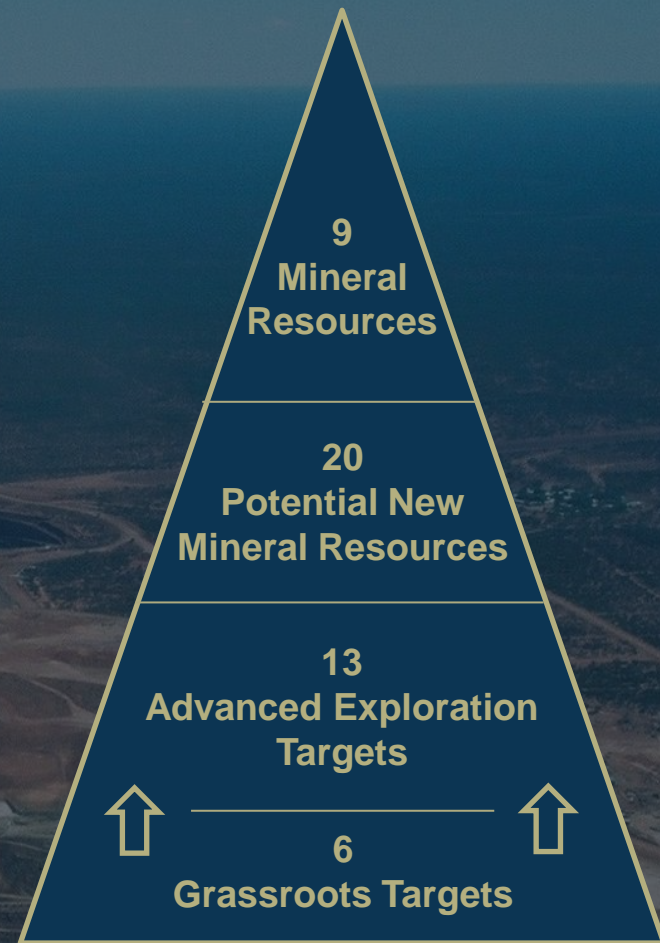 9
Mineral
Resources
20
Potential New
Mineral Resources
13
Advanced Exploration
Targets
6
Grassroots Targets